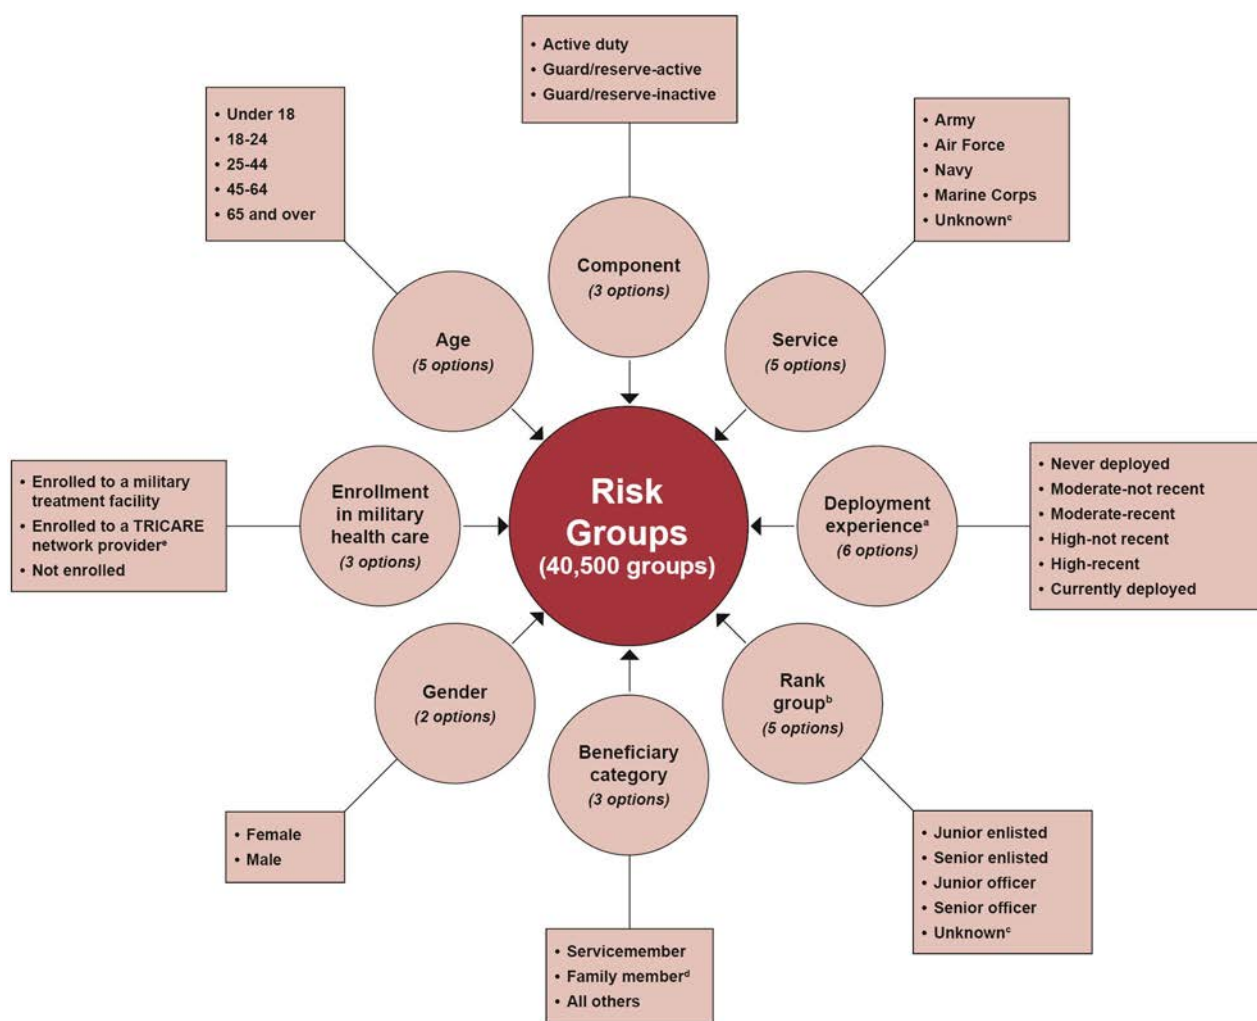 • Active duty
• Guard/reserve-active
• Guard/reserve-inactive
Component
(3 options)
• Army
• Air Force
• Navy
• Marine Corps
• Unknownᶜ
Service
(5 options)
• Never deployed
• Moderate-not recent
• Moderate-recent
• High-not recent
• High-recent
• Currently deployed
Deployment
experienceᵃ
(6 options)
• Junior enlisted
• Senior enlisted
• Junior officer
• Senior officer
• Unknownᶜ
Rank
groupᵇ
(5 options)
• Servicemember
• Family memberᵈ
• All others
Beneficiary
category
(3 options)
• Female
• Male
Gender
(2 options)
• Enrolled to a military
treatment facility
• Enrolled to a TRICARE
network providerᵉ
• Not enrolled
Enrollment
in military
health care
(3 options)
• Under 18
• 18-24
• 25-44
• 45-64
• 65 and over
Age
(5 options)
Risk
Groups
(40,500 groups)